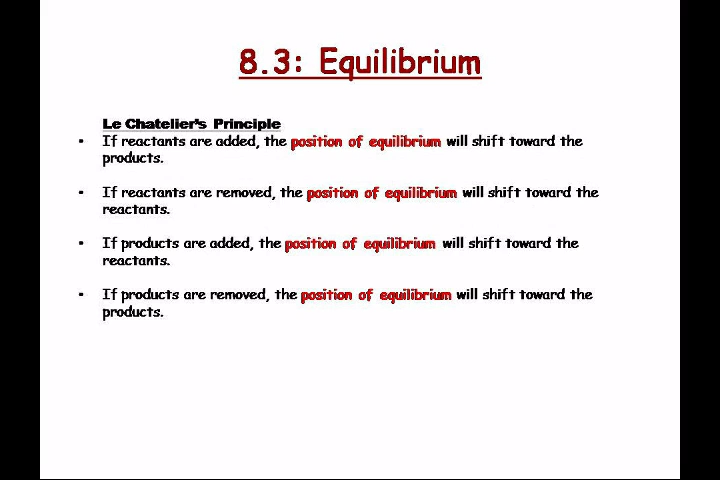 8.3: Equilibrium
Le Chatelier's Principle
- If reactants are added, the position of equilibrium will shift toward the
products.
- If reactants are removed, the position of equilibrium will shift toward the
reactants.
- If products are added, the position of equilibrium will shift toward the
reactants.
- If products are removed, the position of equilibrium will shift toward the
products.